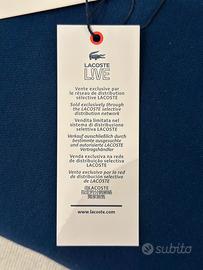 LACOSTE
LIVE
Vente exclusive par
le réseau de distribution
sélective LACOSTE
Sold exclusively through
the LACOSTE selective
distribution network
Vendita limitata nel
sistema di distribuzione
selettiva LACOSTE
Verkauf ausschließlich durch
bestimmte ausgesuchte
und autorisierte LACOSTE
Vertragshändler
Venda exclusiva na rede
de distribuição selectiva
LACOSTE
Venta exclusiva por la red
de distribución selectiva
de LACOSTE
LACOSTE
www.lacoste.com
subito